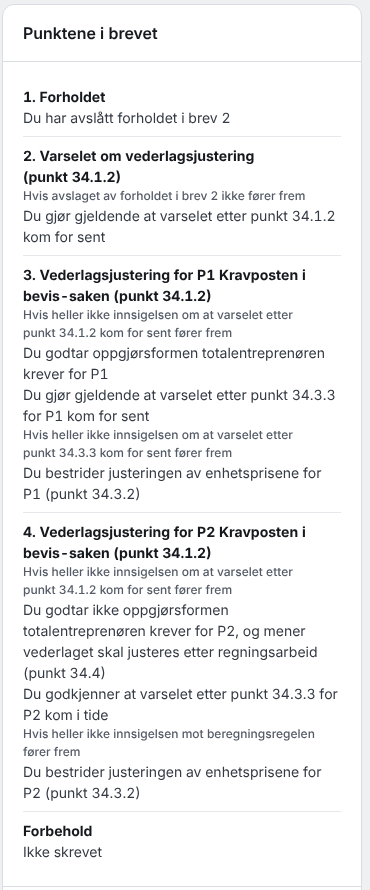 Punktene i brevet
1. Forholdet
Du har avslått forholdet i brev 2
2. Varselet om vederlagsjustering
(punkt 34.1.2)
Hvis avslaget av forholdet i brev 2 ikke fører frem
Du gjør gjeldende at varselet etter punkt 34.1.2
kom for sent
3. Vederlagsjustering for P1 Kravposten i
bevis-saken (punkt 34.1.2)
Hvis heller ikke innsigelsen om at varselet etter
punkt 34.1.2 kom for sent fører frem
Du godtar oppgjørsformen totalentreprenøren
krever for P1
Du gjør gjeldende at varselet etter punkt 34.3.3
for P1 kom for sent
Hvis heller ikke innsigelsen om at varselet etter
punkt 34.3.3 kom for sent fører frem
Du bestrider justeringen av enhetsprisene for
P1 (punkt 34.3.2)
4. Vederlagsjustering for P2 Kravposten i
bevis-saken (punkt 34.1.2)
Hvis heller ikke innsigelsen om at varselet etter
punkt 34.1.2 kom for sent fører frem
Du godtar ikke oppgjørsformen
totalentreprenøren krever for P2, og mener
vederlaget skal justeres etter regningsarbeid
(punkt 34.4)
Du godkjenner at varselet etter punkt 34.3.3 for
P2 kom i tide
Hvis heller ikke innsigelsen mot beregningsregelen
fører frem
Du bestrider justeringen av enhetsprisene for
P2 (punkt 34.3.2)
Forbehold
Ikke skrevet